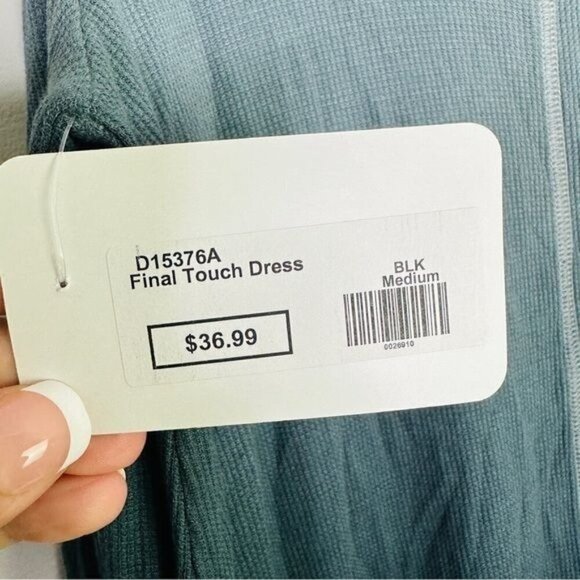 D15376A
Final Touch Dress
BLK
Medium
$36.99
0026910